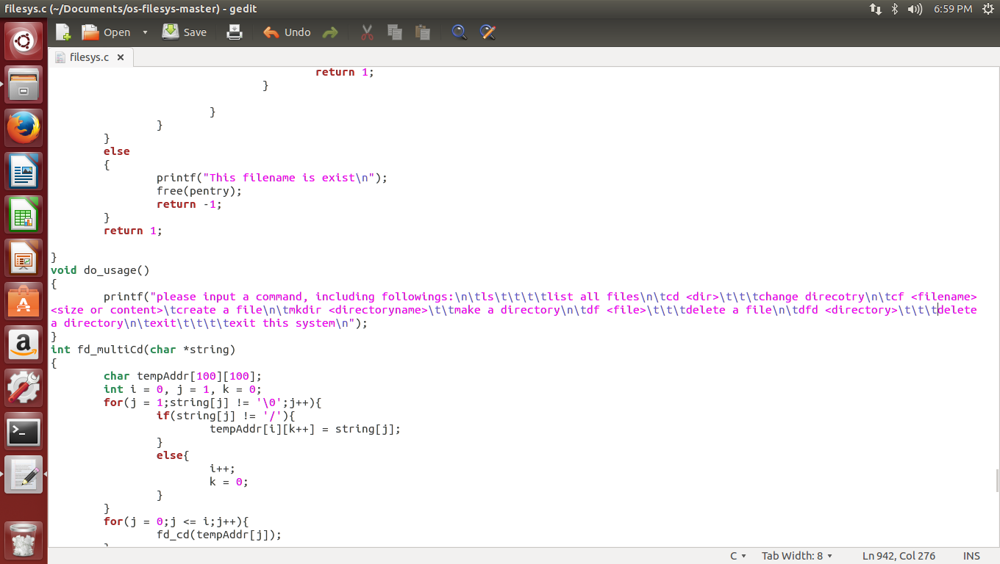 filesys.c (~/Documents/os-filesys-master) - gedit
6:59 PM
Open
Save
Undo
filesys.c
return 1;
}
}
}
}
else
{
printf("This filename is exist\n");
free(pentry);
return -1;
}
return 1;
}
void do_usage()
{
printf("please input a command, including followings:\n\tls\t\t\t\tlist all files\n\tcd <dir>\t\t\tchange direcotry\n\tcf <filename>
<size or content>\tcreate a file\n\tmkdir <directoryname>\t\tmake a directory\n\tdf <file>\t\t\tdelete a file\n\tdfd <directory>\t\t\tdelete
a directory\n\texit\t\t\t\texit this system\n");
}
int fd_multiCd(char *string)
{
char tempAddr[100][100];
int i = 0, j = 1, k = 0;
for(j = 1;string[j] != '\0';j++){
if(string[j] != '/'){
tempAddr[i][k++] = string[j];
}
else{
i++;
k = 0;
}
}
for(j = 0;j <= i;j++){
fd_cd(tempAddr[j]);
C
Tab Width: 8
Ln 942, Col 276
INS